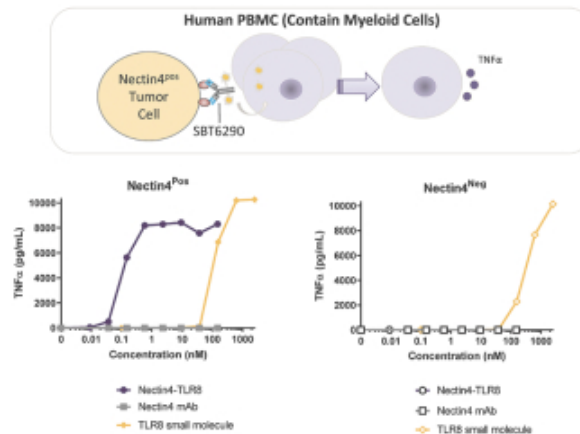 Human PBMC (Contain Myeloid Cells)
TNFα
Nectin4pos
Tumor
Cell
SBT6290
Nectin4Pos
TNFα (pg/mL)
10000
8000
6000
4000
2000
0
0 0.01 0.1 1 10 100 1000
Concentration (nM)
Nectin4-TLR8
Nectin4 mAb
TLR8 small molecule
Nectin4Neg
TNFα (pg/mL)
10000
8000
6000
4000
2000
0
0 0.01 0.1 1 10 100 1000
Concentration (nM)
Nectin4-TLR8
Nectin4 mAb
TLR8 small molecule